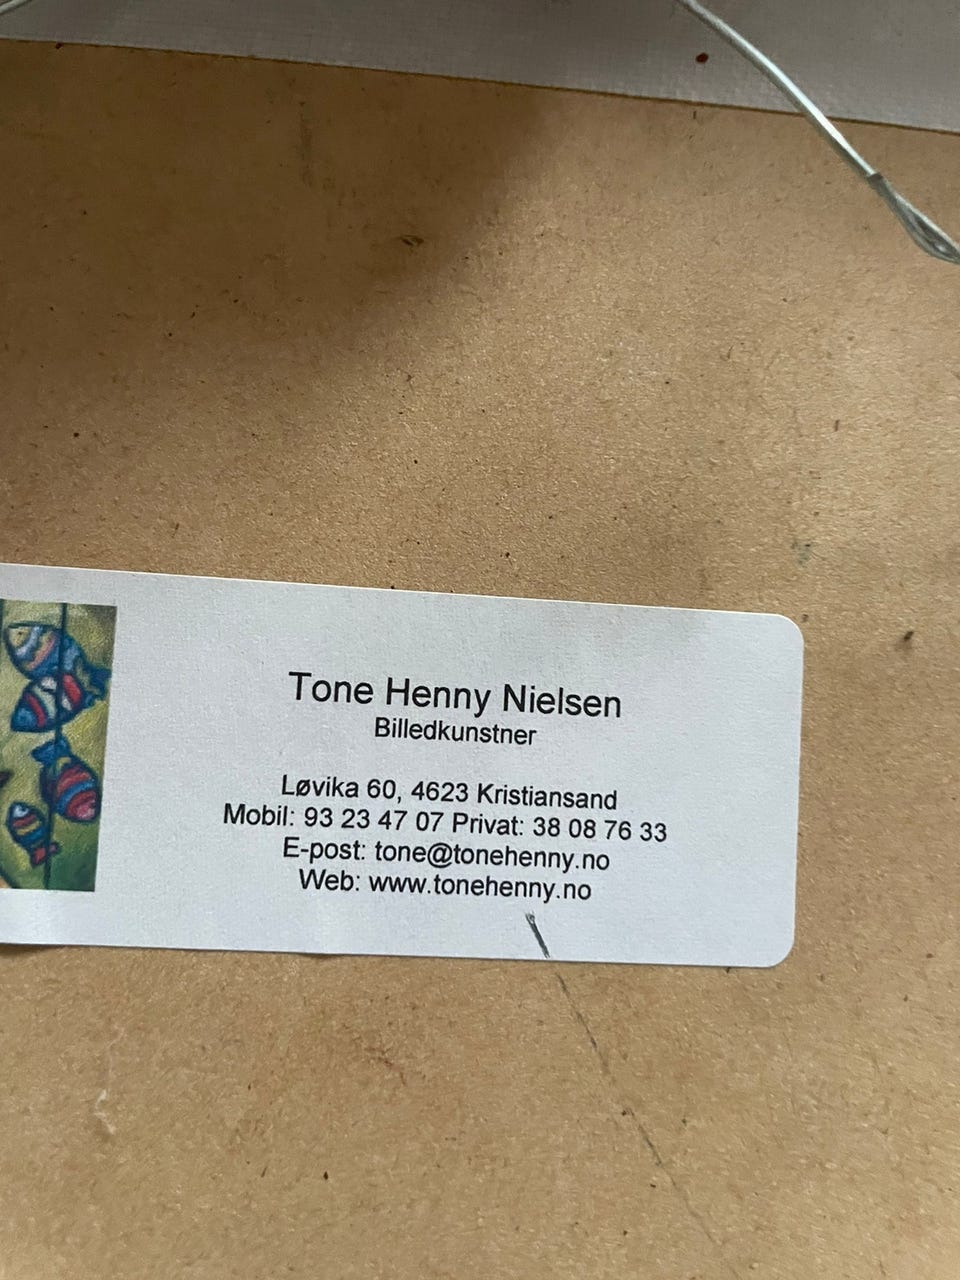 Tone Henny Nielsen
Billedkunstner
Løvika 60, 4623 Kristiansand
Mobil: 93 23 47 07 Privat: 38 08 76 33
E-post: tone@tonehenny.no
Web: www.tonehenny.no